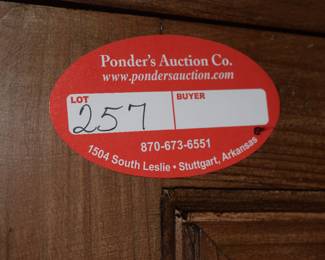 Ponder's Auction Co.
www.pondersauction.com
LOT BUYER
257
870-673-6551
1504 South Leslie • Stuttgart, Arkansas